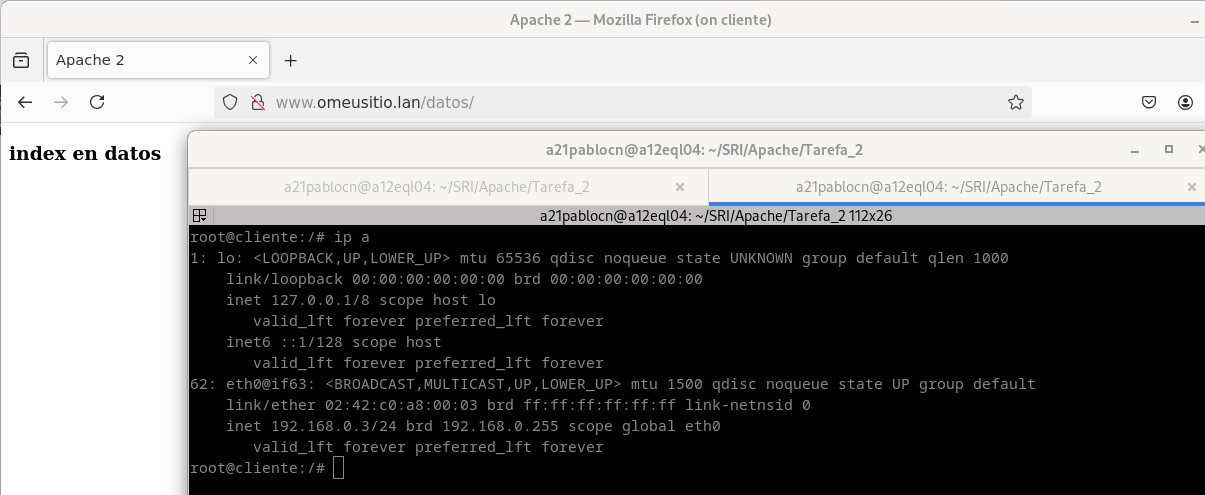 Apache 2 — Mozilla Firefox (on cliente)
Apache 2
www.omeusitio.lan/datos/
index en datos
a21pablocn@a12eql04: ~/SRI/Apache/Tarefa_2
a21pablocn@a12eql04: ~/SRI/Apache/Tarefa_2
a21pablocn@a12eql04: ~/SRI/Apache/Tarefa_2
a21pablocn@a12eql04: ~/SRI/Apache/Tarefa_2 112x26
root@cliente:/# ip a
1: lo: <LOOPBACK,UP,LOWER_UP> mtu 65536 qdisc noqueue state UNKNOWN group default qlen 1000
link/loopback 00:00:00:00:00:00 brd 00:00:00:00:00:00
inet 127.0.0.1/8 scope host lo
valid_lft forever preferred_lft forever
inet6 ::1/128 scope host
valid_lft forever preferred_lft forever
62: eth0@if63: <BROADCAST,MULTICAST,UP,LOWER_UP> mtu 1500 qdisc noqueue state UP group default
link/ether 02:42:c0:a8:00:03 brd ff:ff:ff:ff:ff:ff link-netnsid 0
inet 192.168.0.3/24 brd 192.168.0.255 scope global eth0
valid_lft forever preferred_lft forever
root@cliente:/#